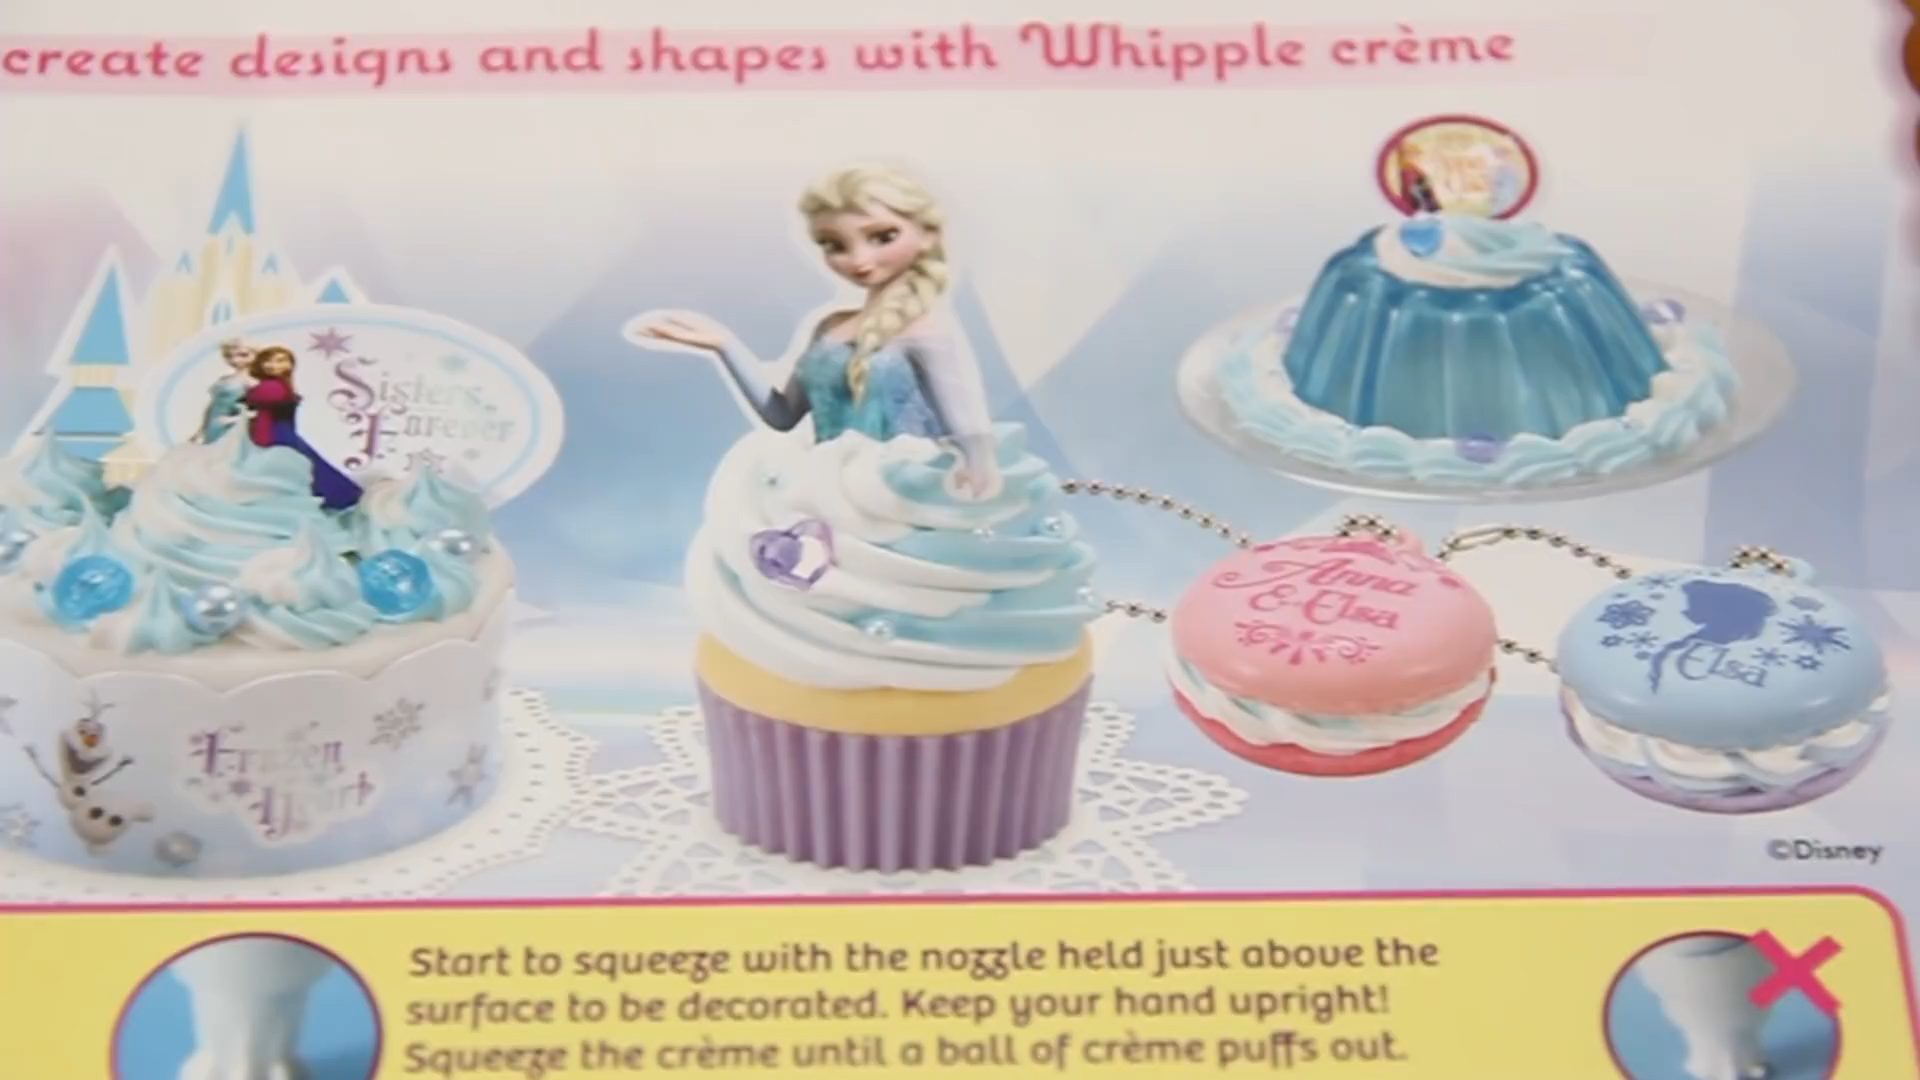 create designs and shapes with Whipple crème
Sisters
Forever
Anna
& Elsa
Elsa
Frozen
Heart
©Disney
Start to squeeze with the nozzle held just above the
surface to be decorated. Keep your hand upright!
Squeeze the crème until a ball of crème puffs out.